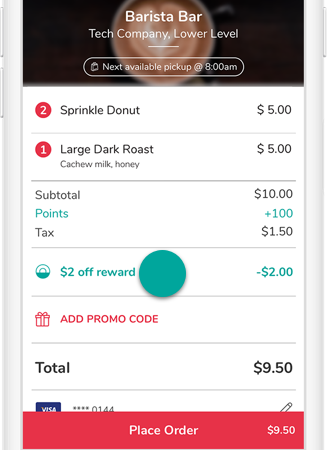 Barista Bar
Tech Company, Lower Level
Next available pickup @ 8:00am
2 Sprinkle Donut $ 5.00
1 Large Dark Roast $ 5.00
Cachew milk, honey
Subtotal $10.00
Points +100
Tax $1.50
$2 off reward -$2.00
ADD PROMO CODE
Total $9.50
VISA **** 0144
Place Order $9.50